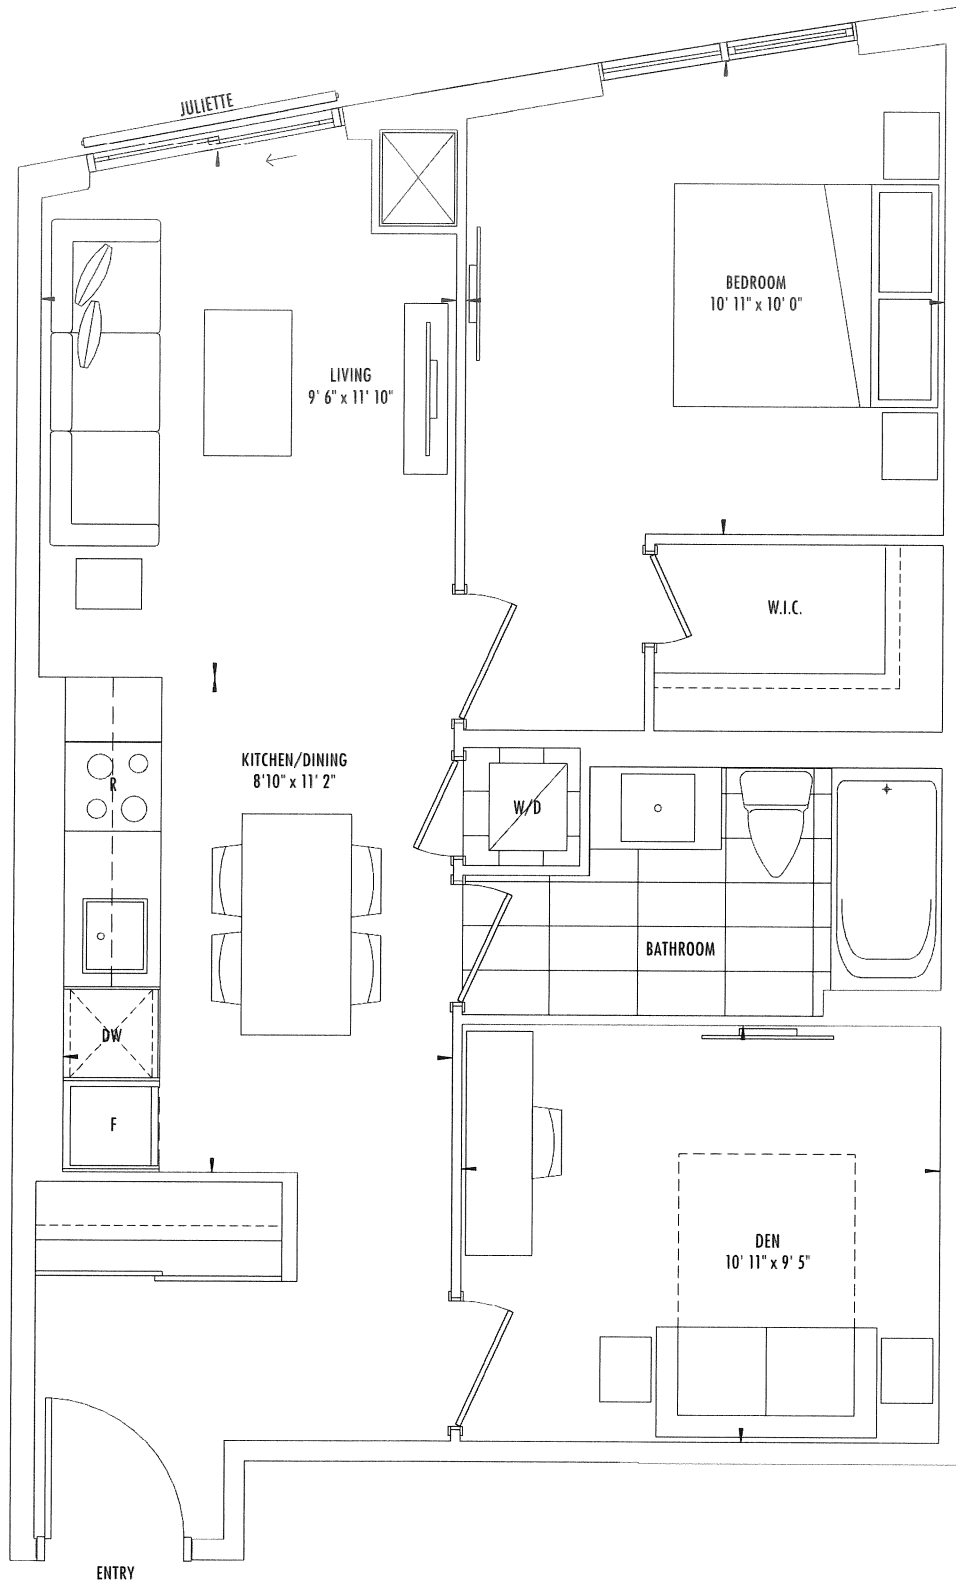 JULIETTE
BEDROOM
10' 11" x 10' 0"
LIVING
9' 6" x 11' 10"
W.I.C.
KITCHEN/DINING
8'10" x 11' 2"
R
W/D
BATHROOM
DW
F
DEN
10' 11" x 9' 5"
ENTRY